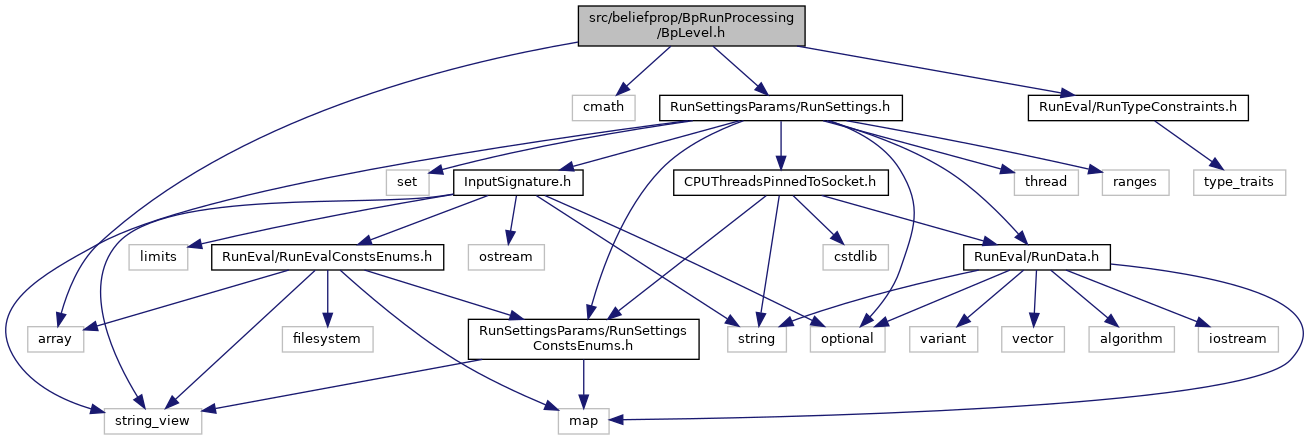 src/beliefprop/BpRunProcessing
/BpLevel.h
cmath
RunSettingsParams/RunSettings.h
RunEval/RunTypeConstraints.h
set
InputSignature.h
CPUThreadsPinnedToSocket.h
thread
ranges
type_traits
limits
RunEval/RunEvalConstsEnums.h
ostream
cstdlib
RunEval/RunData.h
array
filesystem
RunSettingsParams/RunSettings
ConstsEnums.h
string
optional
variant
vector
algorithm
iostream
string_view
map